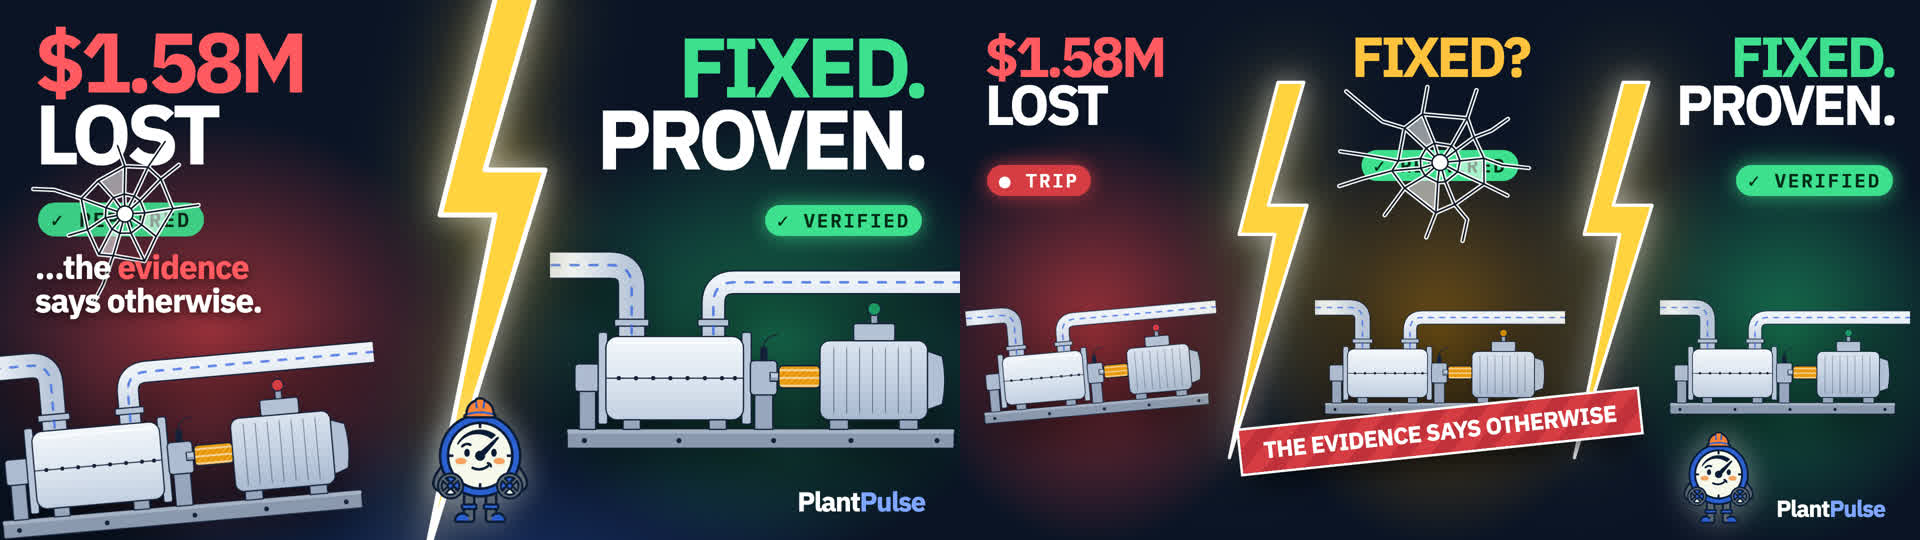 $1.58M
LOST
...the evidence
says otherwise.
FIXED.
PROVEN.
✓ VERIFIED
PlantPulse
$1.58M
LOST
● TRIP
FIXED?
THE EVIDENCE SAYS OTHERWISE
FIXED.
PROVEN.
✓ VERIFIED
PlantPulse